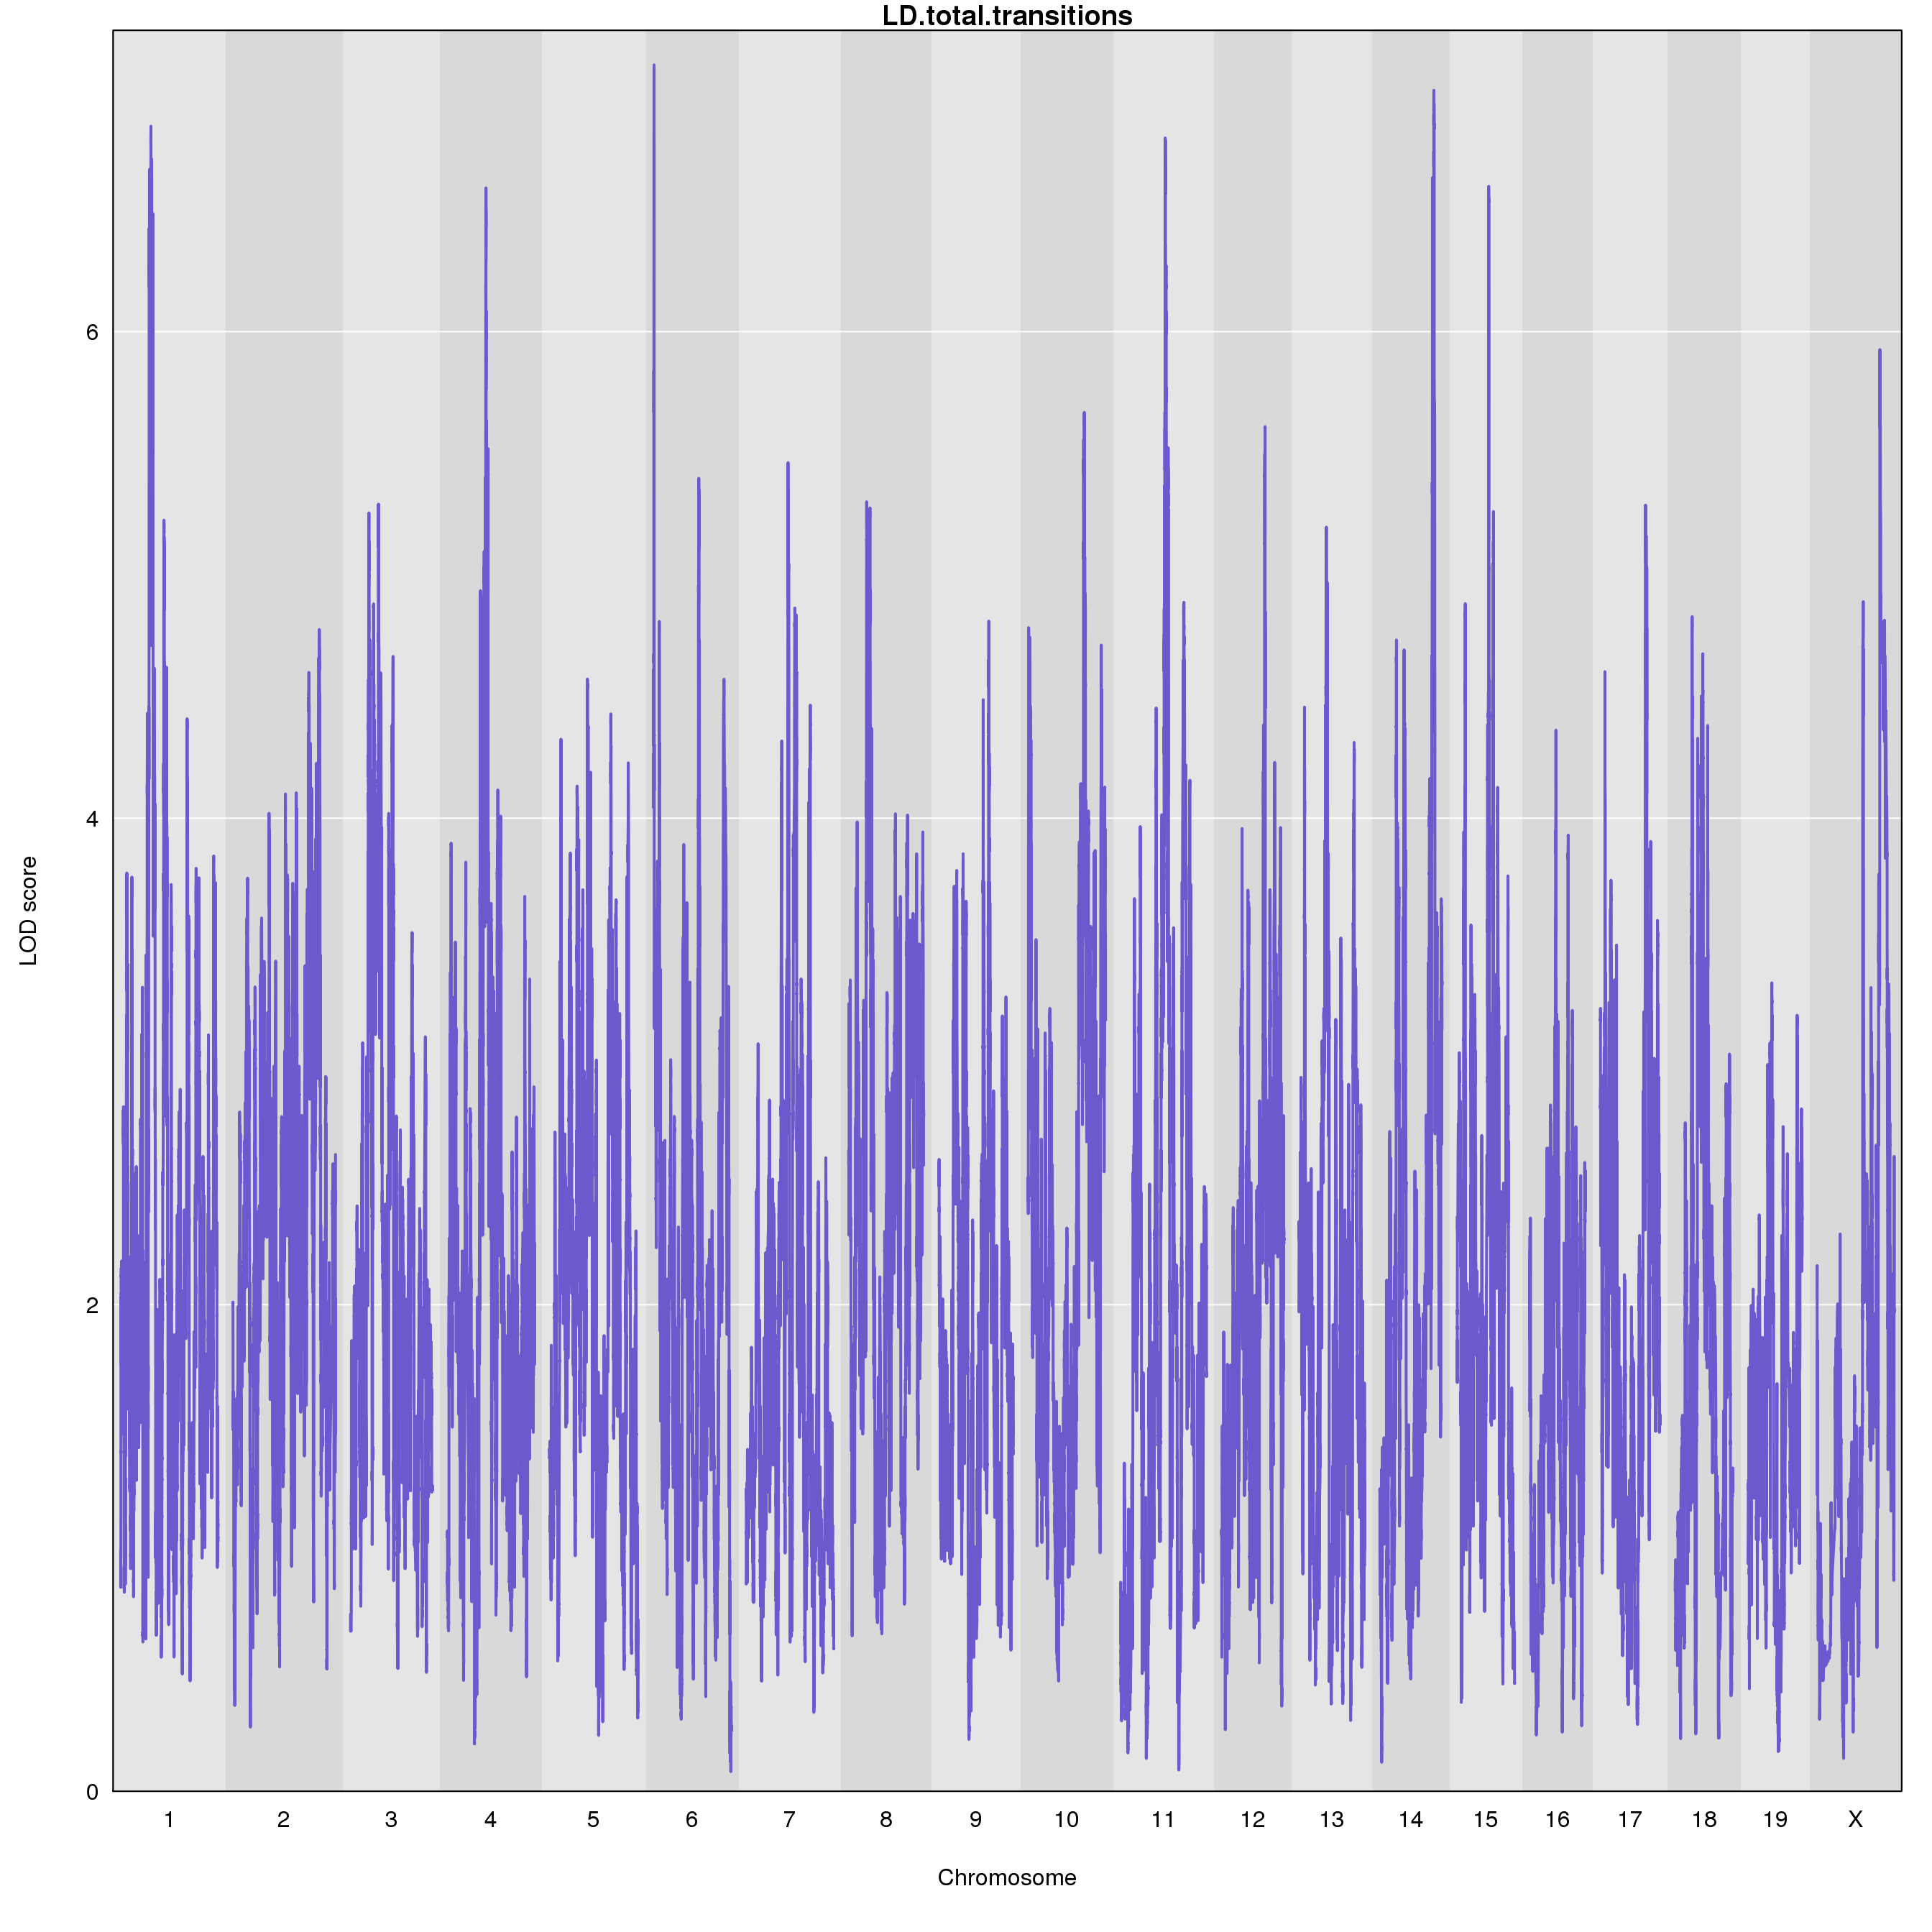 LD.total.transitions
LOD score
6
4
2
0
1 2 3 4 5 6 7 8 9 10 11 12 13 14 15 16 17 18 19 X
Chromosome